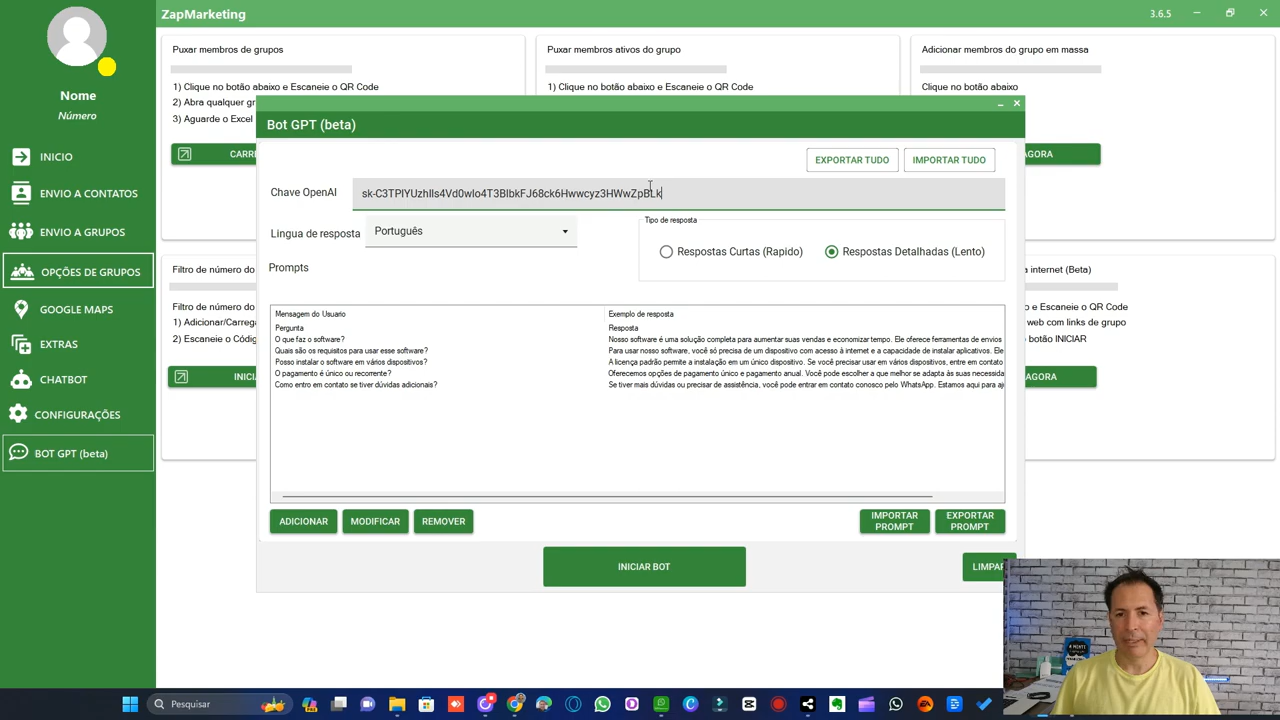 ZapMarketing
3.6.5
Nome
Número
INICIO
ENVIO A CONTATOS
ENVIO A GRUPOS
OPÇÕES DE GRUPOS
GOOGLE MAPS
EXTRAS
CHATBOT
CONFIGURAÇÕES
BOT GPT (beta)
Puxar membros de grupos
1) Clique no botão abaixo e Escaneie o QR Code
2) Abra qualquer
3) Aguarde o Excel
Puxar membros ativos do grupo
1) Clique no botão abaixo e Escaneie o QR Code
Adicionar membros do grupo em massa
Clique no botão abaixo
AGORA
Filtro de número do
Filtro de número do
1) Adicionar/Carrega
2) Escaneie o Códig
a internet (Beta)
e Escaneie o QR Code
web com links de grupo
botão INICIAR
AGORA
Bot GPT (beta)
EXPORTAR TUDO
IMPORTAR TUDO
Chave OpenAI
Lingua de resposta
Português
Tipo de resposta
Respostas Curtas (Rapido)
Respostas Detalhadas (Lento)
Prompts
Mensagem do Usuario
Exemplo de resposta
Pergunta
Resposta
O que faz o software?
Nosso software é uma solução completa para aumentar suas vendas e economizar tempo. Ele oferece ferramentas de envios
Quais são os requistos para usar esse software?
Para usar nosso software, você só precisa de um dispositivo com acesso à internet e a capacidade de instalar aplicativos. Ele
Posso instalar o software em vários dispositivos?
A licença padrão permite a instalação em um único dispositivo. Se você precisar usar em vários dispositivos, entre em contato
O pagamento é único ou recorrente?
Oferecemos opções de pagamento único e pagamento anual. Você pode escolher a que melhor se adapta às suas necessida
Como entro em contato se tiver dúvidas adicionais?
Se tiver mais dúvidas ou precisar de assistência, você pode entrar em contato conosco pelo WhatsApp. Estamos aqui para aj
ADICIONAR
MODIFICAR
REMOVER
IMPORTAR
PROMPT
EXPORTAR
PROMPT
INICIAR BOT
LIMPAR
Pesquisar